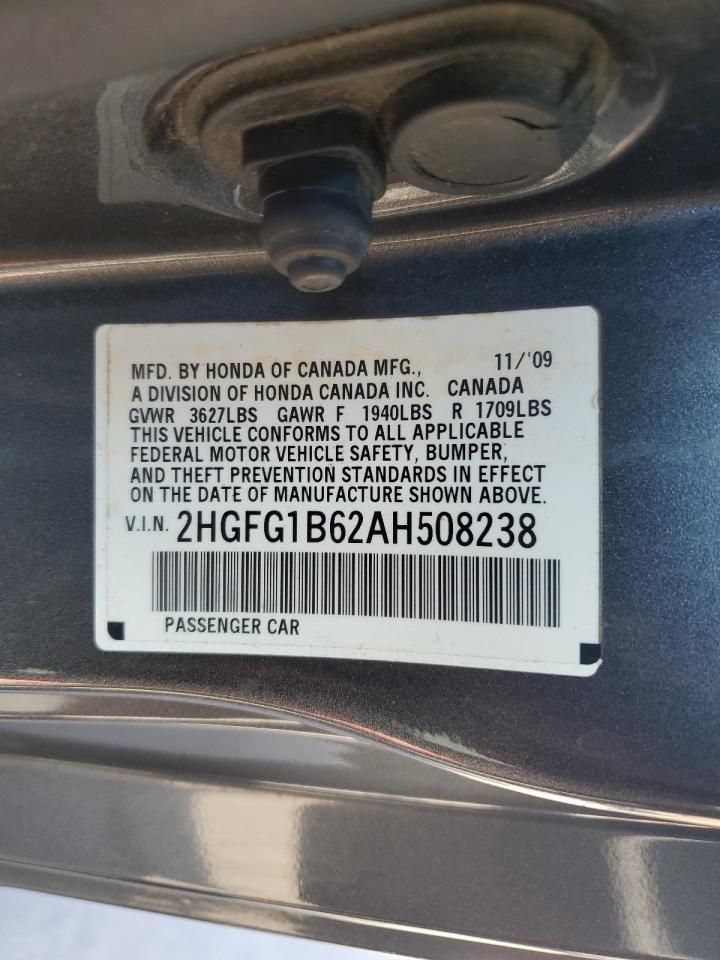 MFD. BY HONDA OF CANADA MFG., 11/'09
A DIVISION OF HONDA CANADA INC. CANADA
GVWR 3627LBS GAWR F 1940LBS R 1709LBS
THIS VEHICLE CONFORMS TO ALL APPLICABLE
FEDERAL MOTOR VEHICLE SAFETY, BUMPER,
AND THEFT PREVENTION STANDARDS IN EFFECT
ON THE DATE OF MANUFACTURE SHOWN ABOVE.
V.I.N. 2HGFG1B62AH508238
PASSENGER CAR